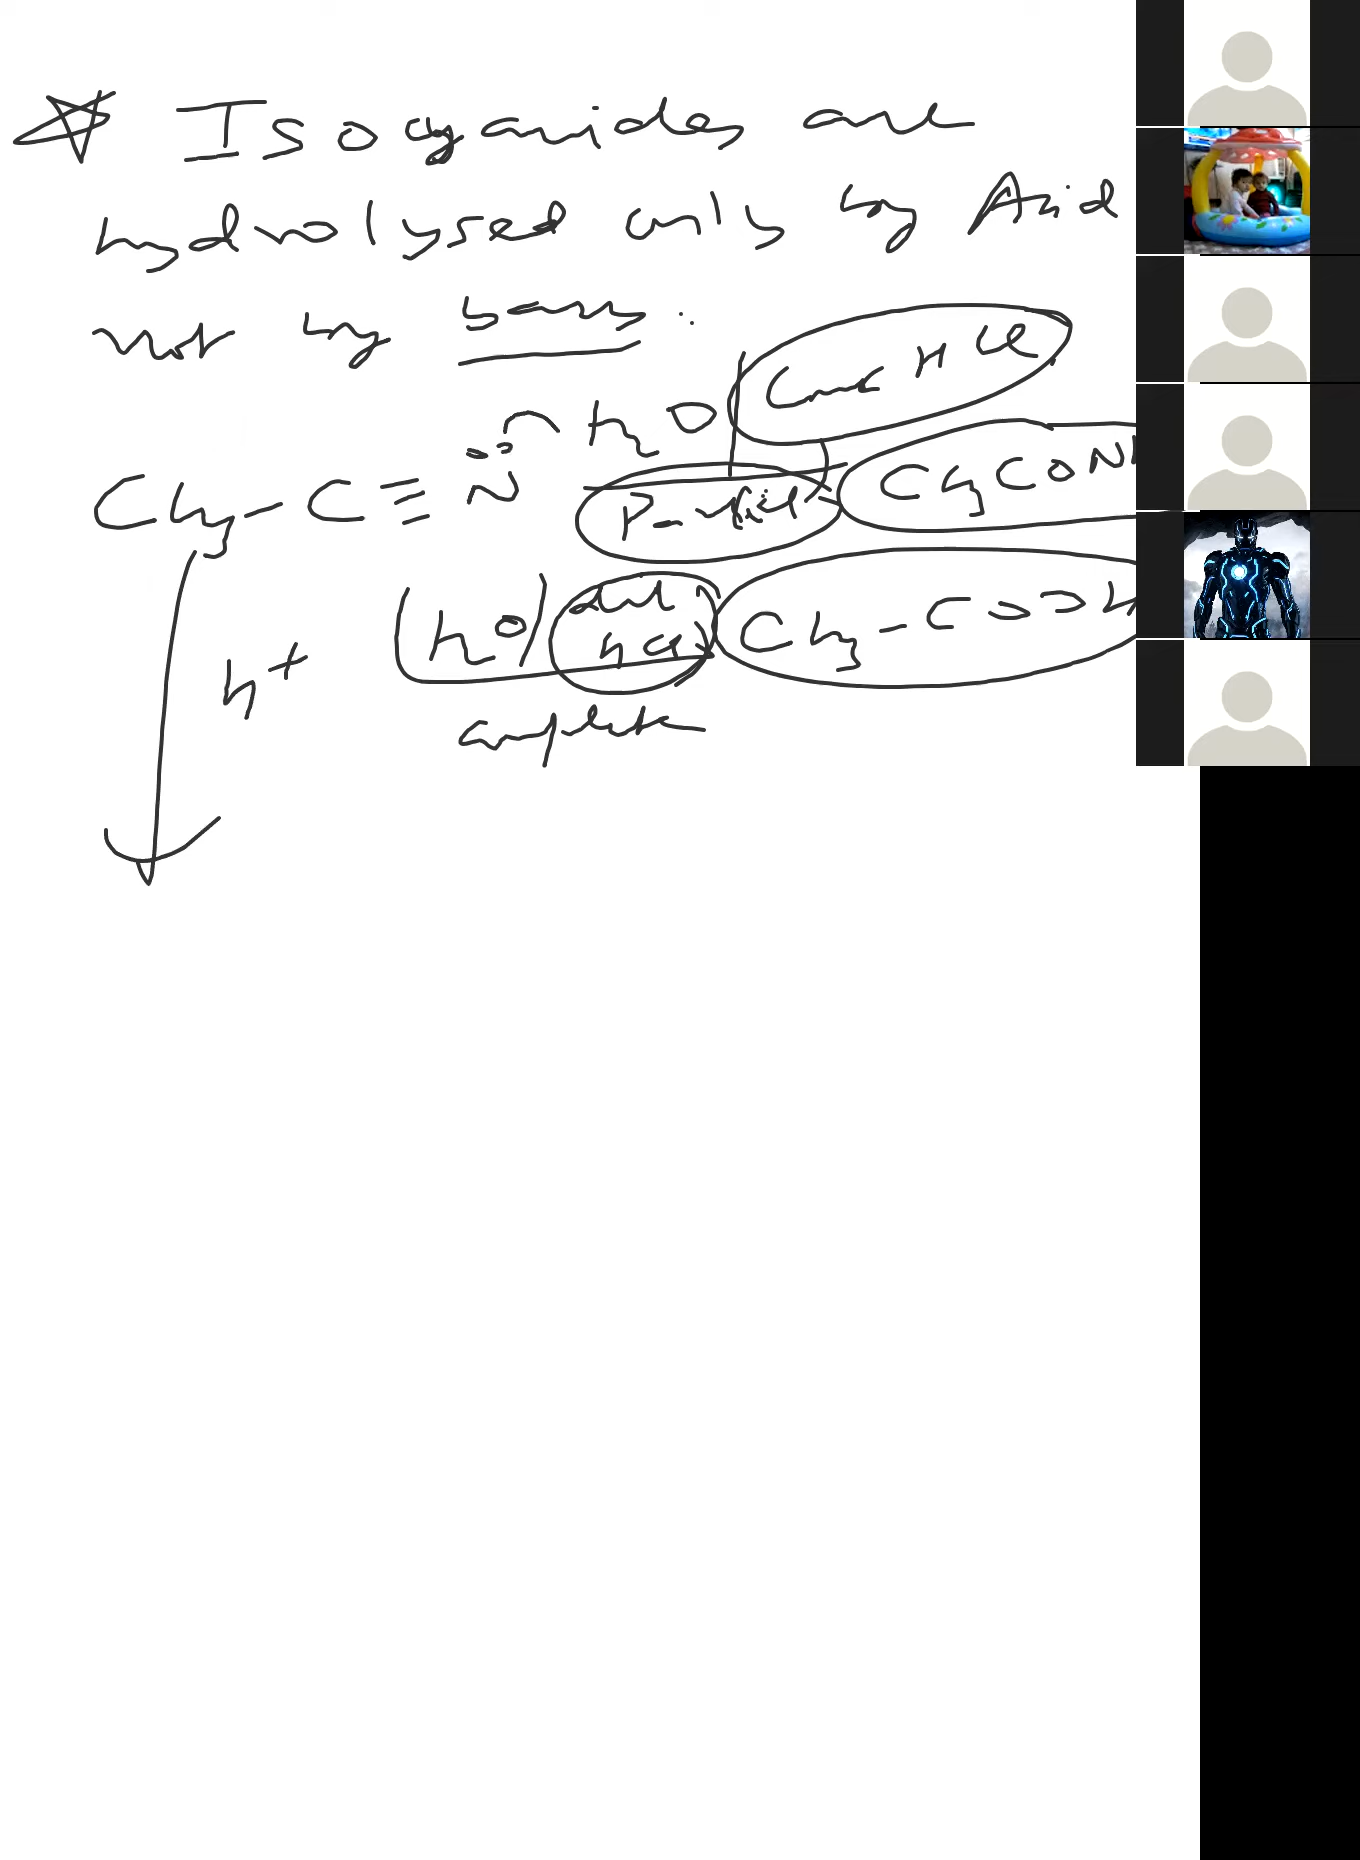 Isocyanides are
hydrolysed only by Acid
not by bases.
CH3-C≡N̈ H2O/Conc HCl
Partial CH3CONH
(H2O/dil HCl) CH3-COOH
H+
complete